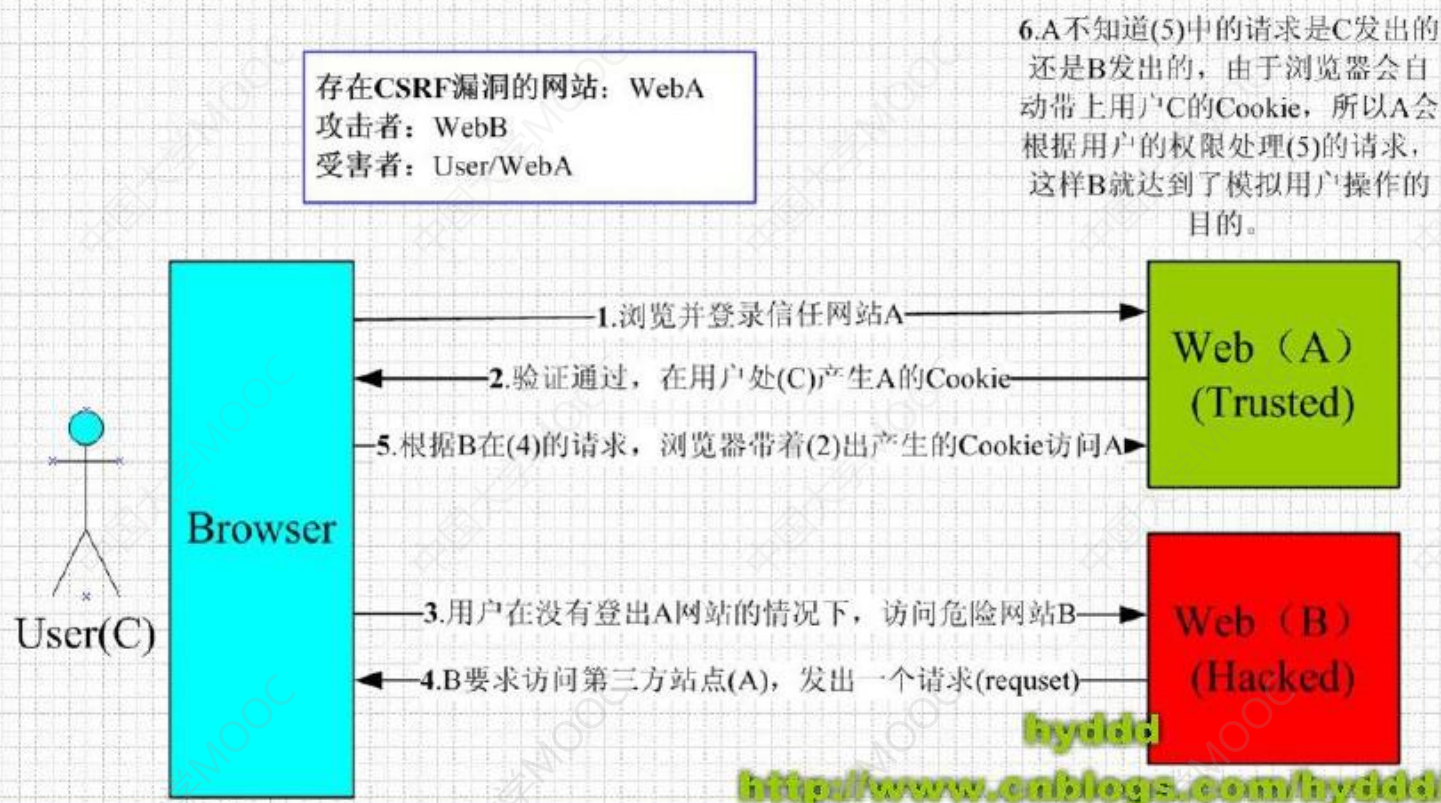 6.A不知道(5)中的请求是C发出的
还是B发出的，由于浏览器会自
动带上用户C的Cookie，所以A会
根据用户的权限处理(5)的请求，
这样B就达到了模拟用户操作的
目的。
存在CSRF漏洞的网站：WebA
攻击者：WebB
受害者：User/WebA
1.浏览并登录信任网站A
2.验证通过，在用户处(C)产生A的Cookie
5.根据B在(4)的请求，浏览器带着(2)出产生的Cookie访问A
3.用户在没有登出A网站的情况下，访问危险网站B
4.B要求访问第三方站点(A)，发出一个请求(requset)
User(C)
Browser
Web（A）
(Trusted)
Web（B）
(Hacked)
hyddd
http://www.cnblogs.com/hyddd
中国大学MOOC